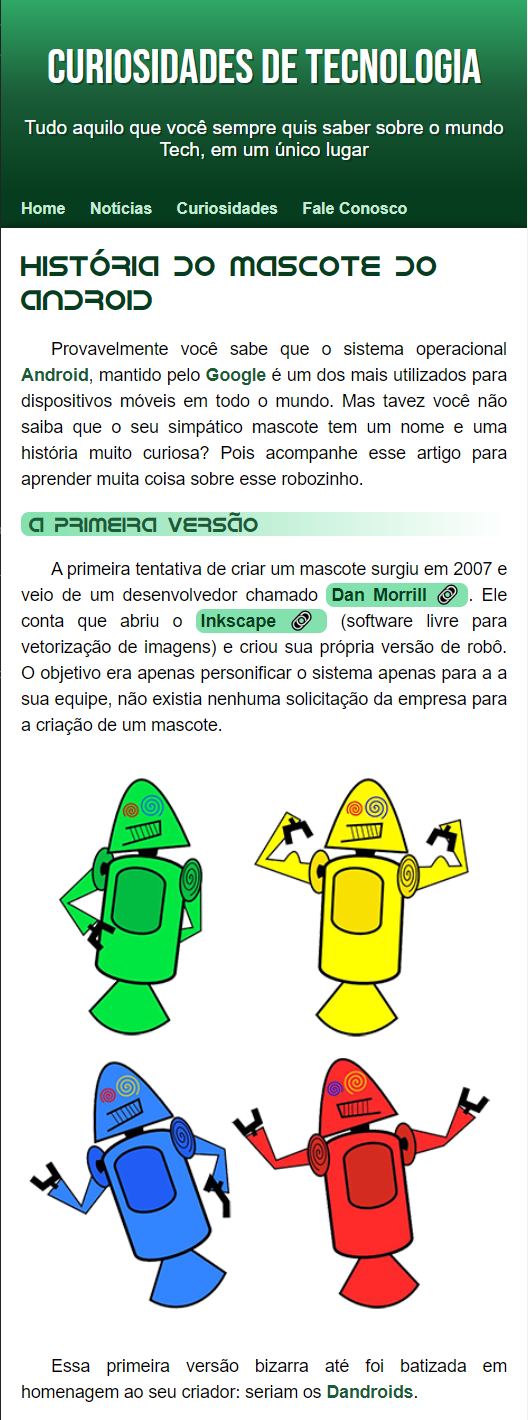 CURIOSIDADES DE TECNOLOGIA
Tudo aquilo que você sempre quis saber sobre o mundo
Tech, em um único lugar
Home Notícias Curiosidades Fale Conosco
História do Mascote do
Android
Provavelmente você sabe que o sistema operacional
Android, mantido pelo Google é um dos mais utilizados para
dispositivos móveis em todo o mundo. Mas tavez você não
saiba que o seu simpático mascote tem um nome e uma
história muito curiosa? Pois acompanhe esse artigo para
aprender muita coisa sobre esse robozinho.
A primeira versão
A primeira tentativa de criar um mascote surgiu em 2007 e
veio de um desenvolvedor chamado Dan Morrill . Ele
conta que abriu o Inkscape (software livre para
vetorização de imagens) e criou sua própria versão de robô.
O objetivo era apenas personificar o sistema apenas para a a
sua equipe, não existia nenhuma solicitação da empresa para
a criação de um mascote.
Essa primeira versão bizarra até foi batizada em
homenagem ao seu criador: seriam os Dandroids.